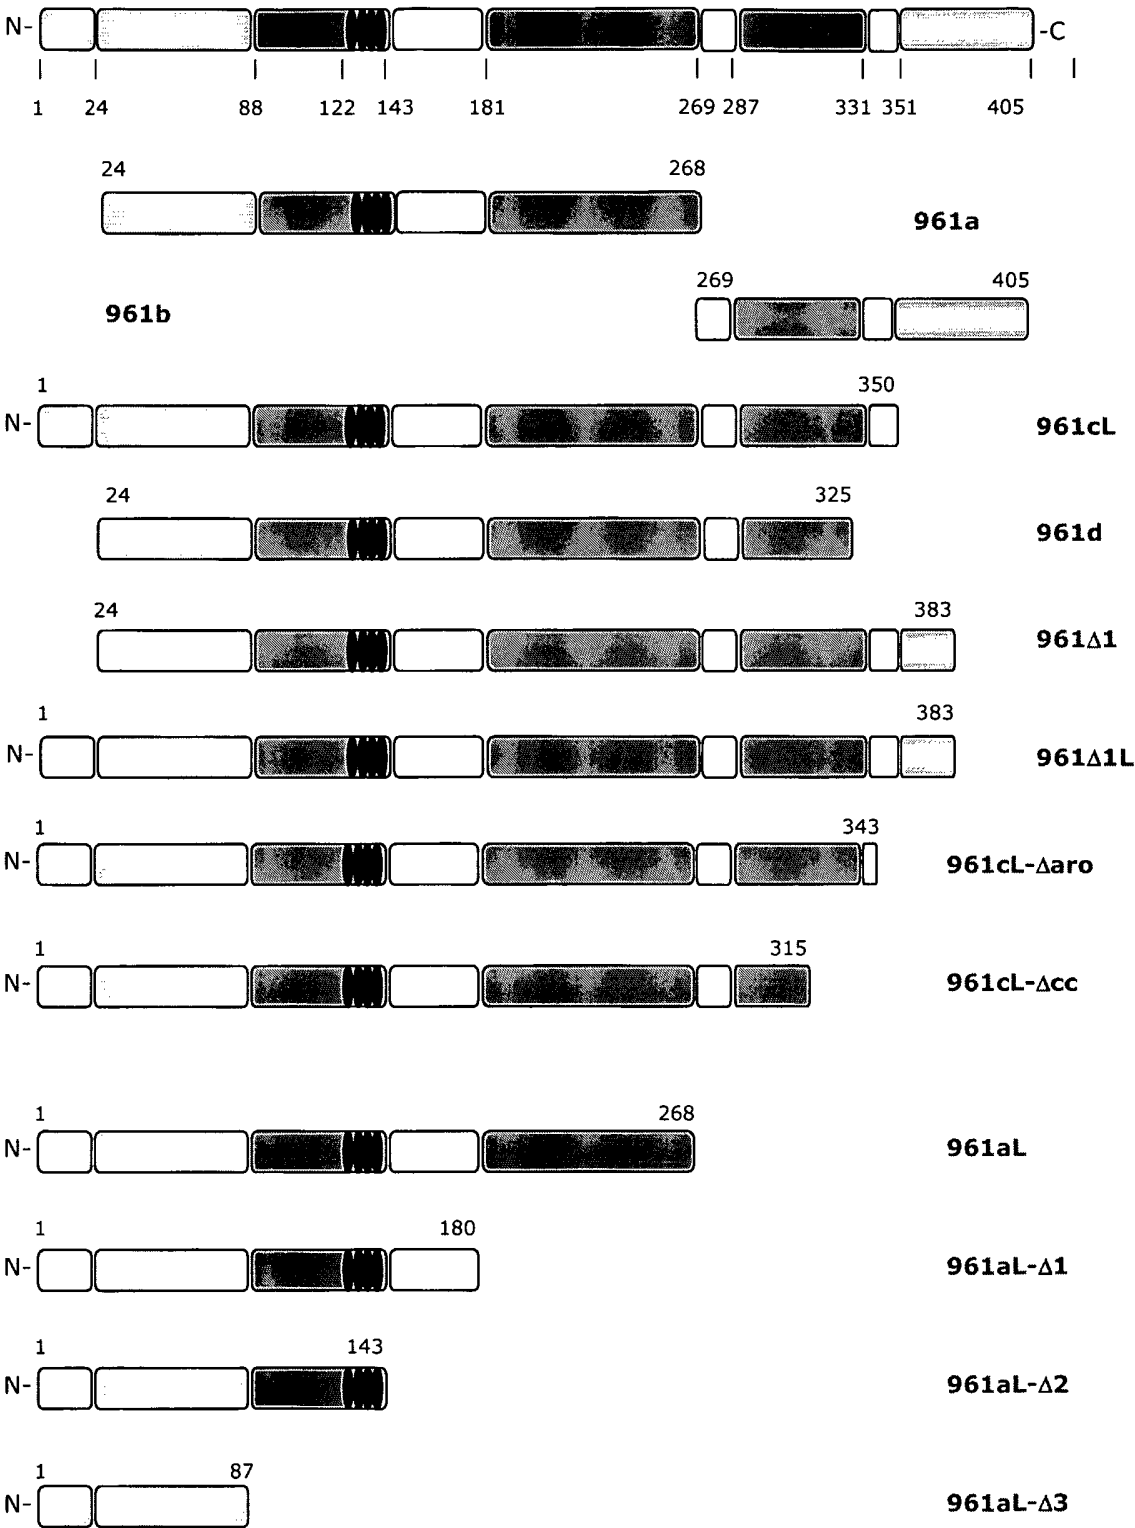 N- -C
1 24 88 122 143 181 269 287 331 351 405
24 268
961a
269 405
961b
1 350
N- 961cL
24 325
961d
24 383
961Δ1
1 383
N- 961Δ1L
1 343
N- 961cL-Δaro
1 315
N- 961cL-Δcc
1 268
N- 961aL
1 180
N- 961aL-Δ1
1 143
N- 961aL-Δ2
1 87
N- 961aL-Δ3